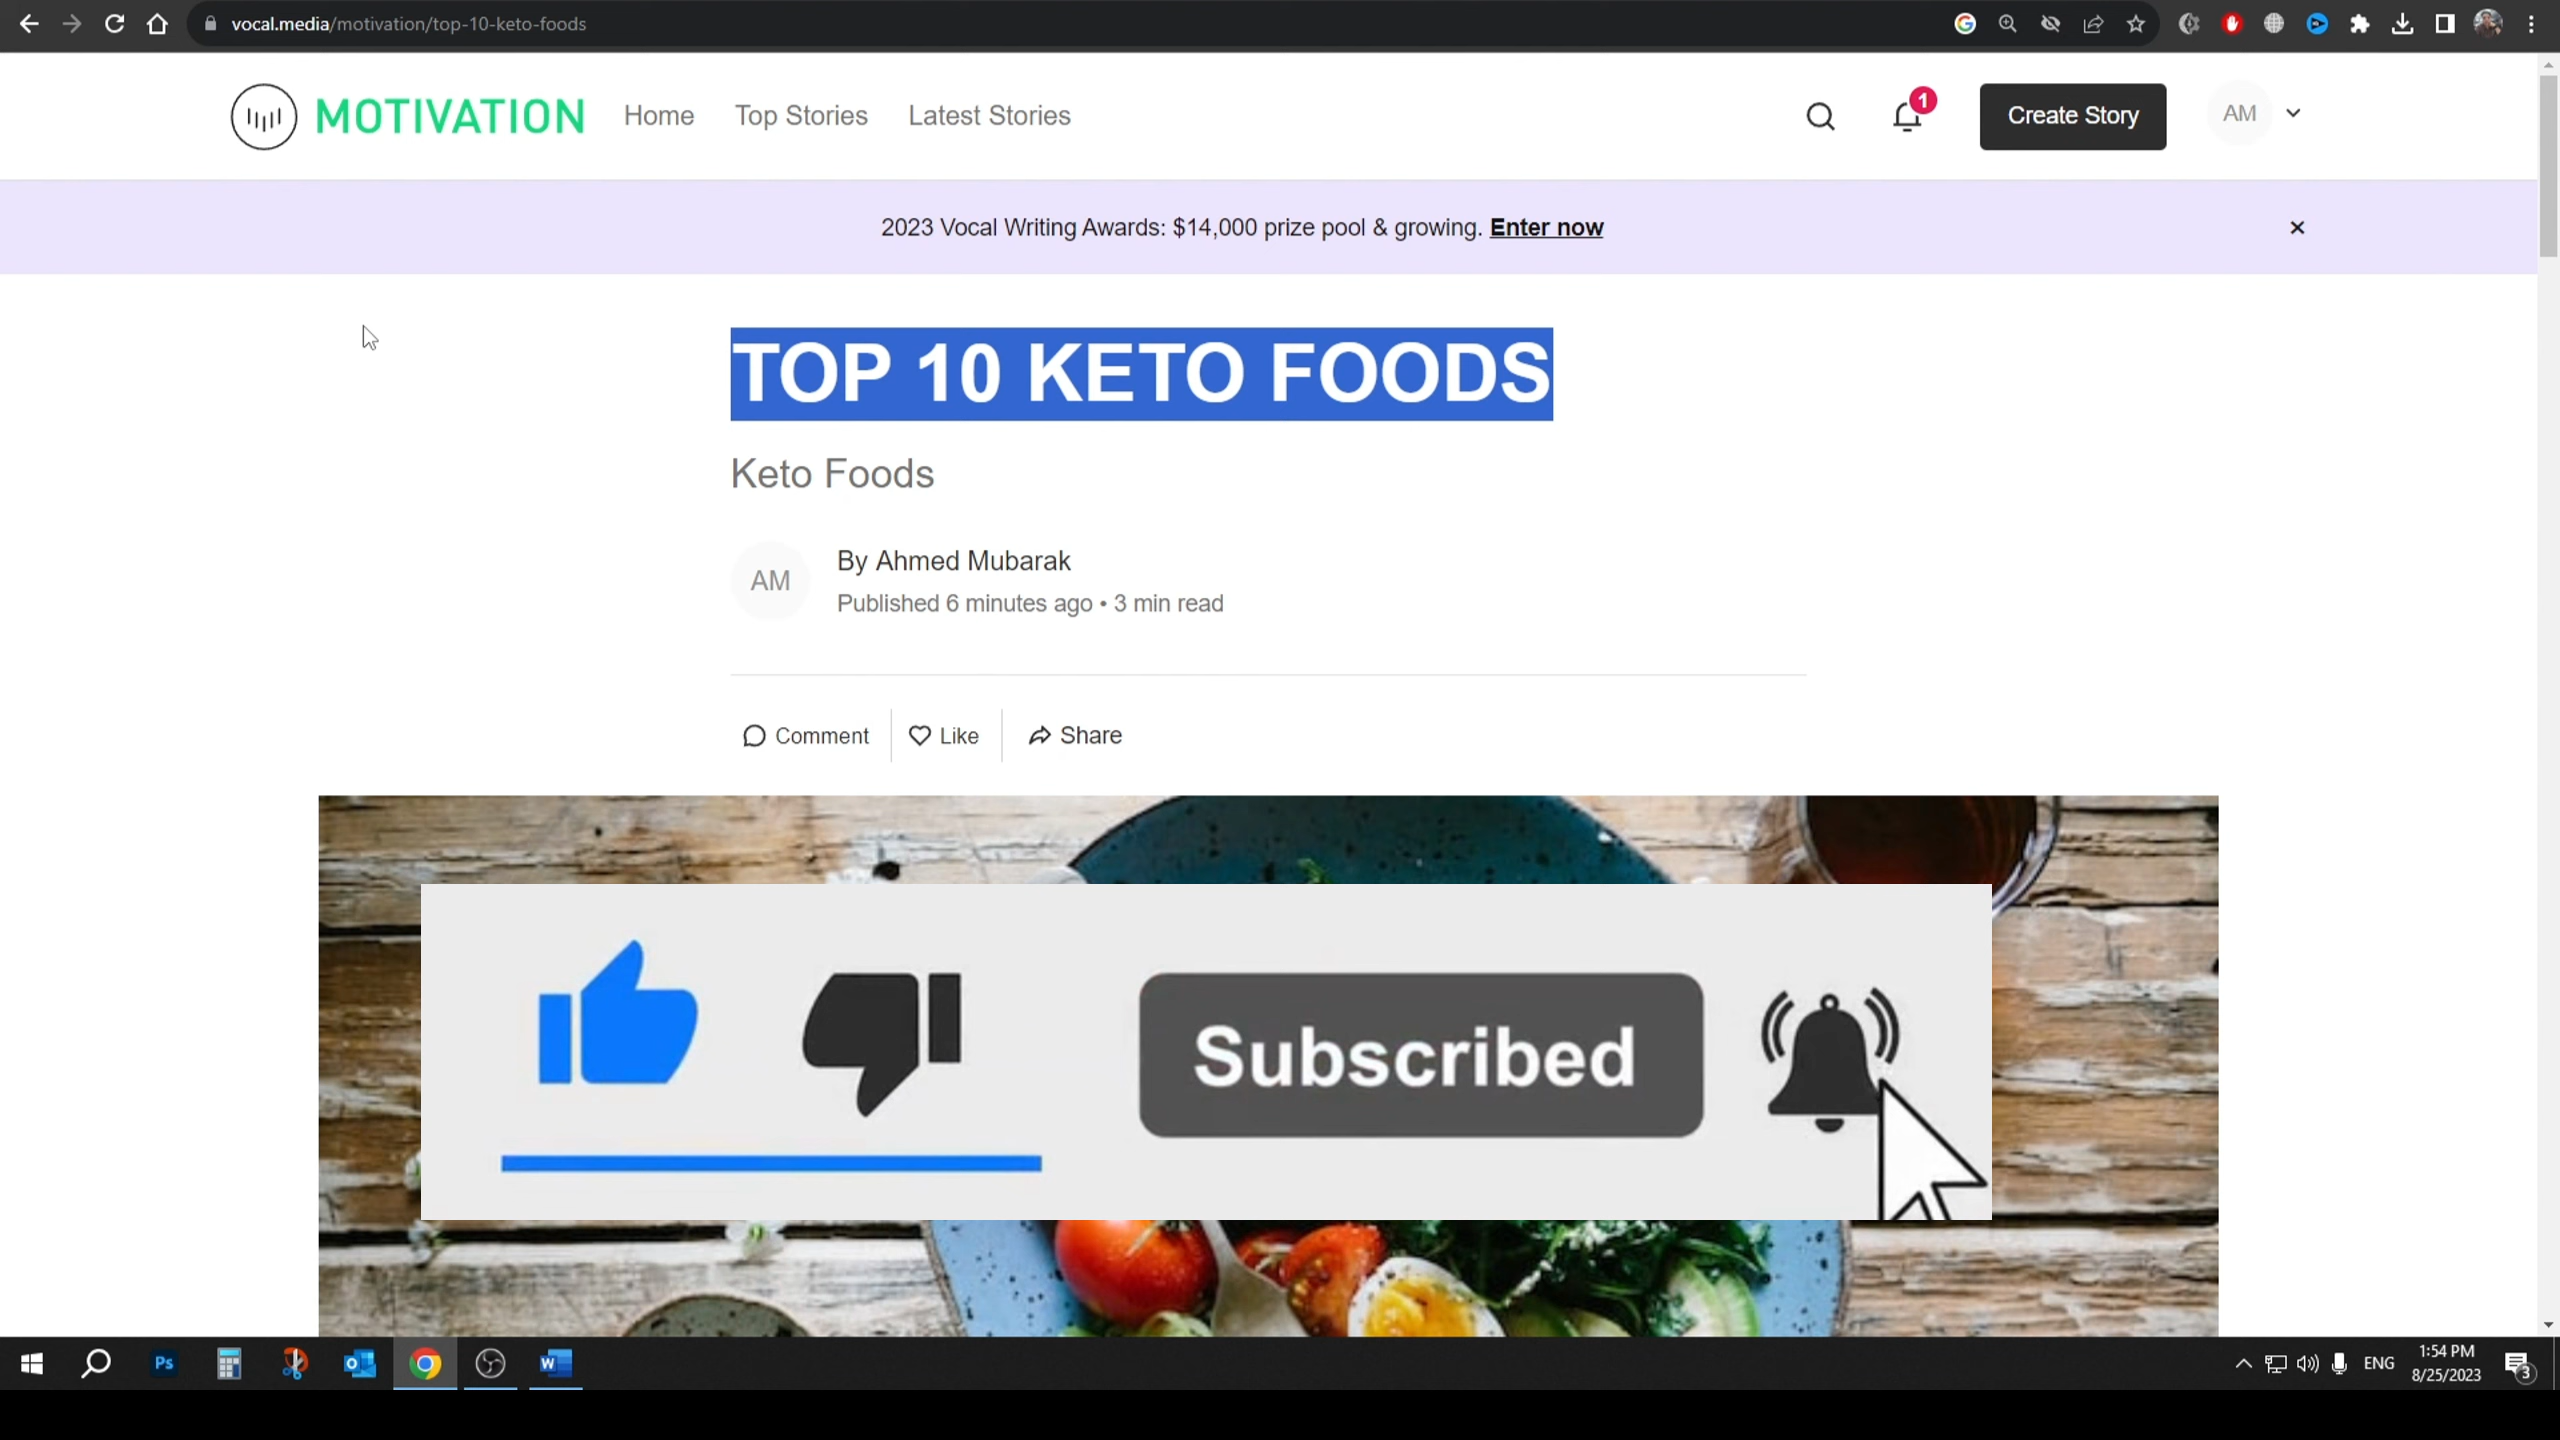 vocal.media/motivation/top-10-keto-foods
MOTIVATION Home Top Stories Latest Stories 1 Create Story AM
2023 Vocal Writing Awards: $14,000 prize pool & growing. Enter now
TOP 10 KETO FOODS
Keto Foods
AM By Ahmed Mubarak
Published 6 minutes ago • 3 min read
Comment Like Share
Subscribed
Ps W ENG 1:54 PM
8/25/2023 3